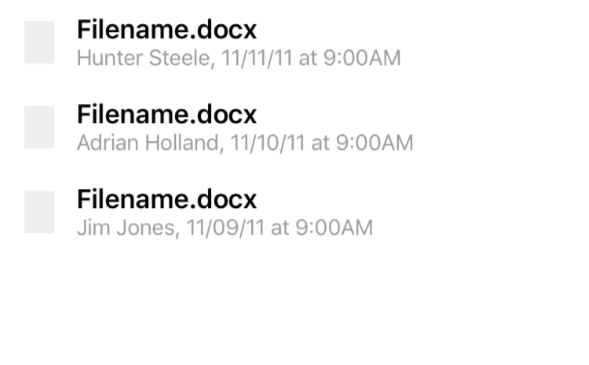 Filename.docx
Hunter Steele, 11/11/11 at 9:00AM
Filename.docx
Adrian Holland, 11/10/11 at 9:00AM
Filename.docx
Jim Jones, 11/09/11 at 9:00AM